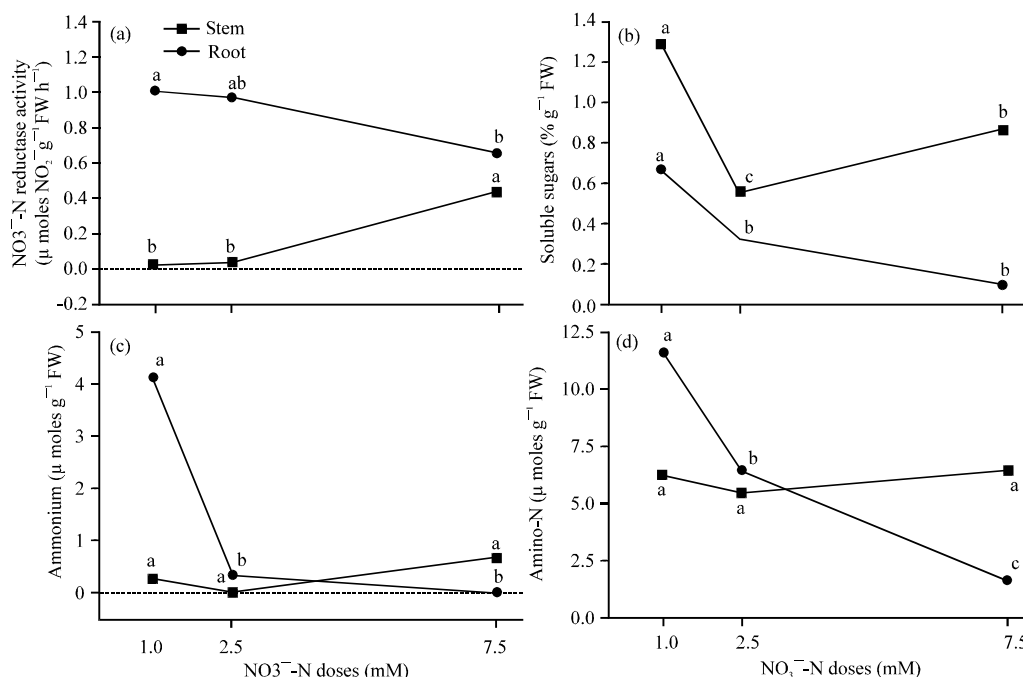 (a)
Stem
Root
NO3⁻-N reductase activity
(μ moles NO₂⁻g⁻¹ FW h⁻¹)
1.4
1.2
1.0
0.8
0.6
0.4
0.2
0.0
-0.2
a
ab
b
a
b
b
(b)
Soluble sugars (% g⁻¹ FW)
1.4
1.2
1.0
0.8
0.6
0.4
0.2
0.0
a
b
a
c
b
b
(c)
Ammonium (μ moles g⁻¹ FW)
5
4
3
2
1
0
a
b
a
a
a
b
1.0
2.5
7.5
NO3⁻-N doses (mM)
(d)
Amino-N (μ moles g⁻¹ FW)
12.5
10.0
7.5
5.0
2.5
0.0
a
b
a
a
a
c
1.0
2.5
7.5
NO₃⁻-N doses (mM)